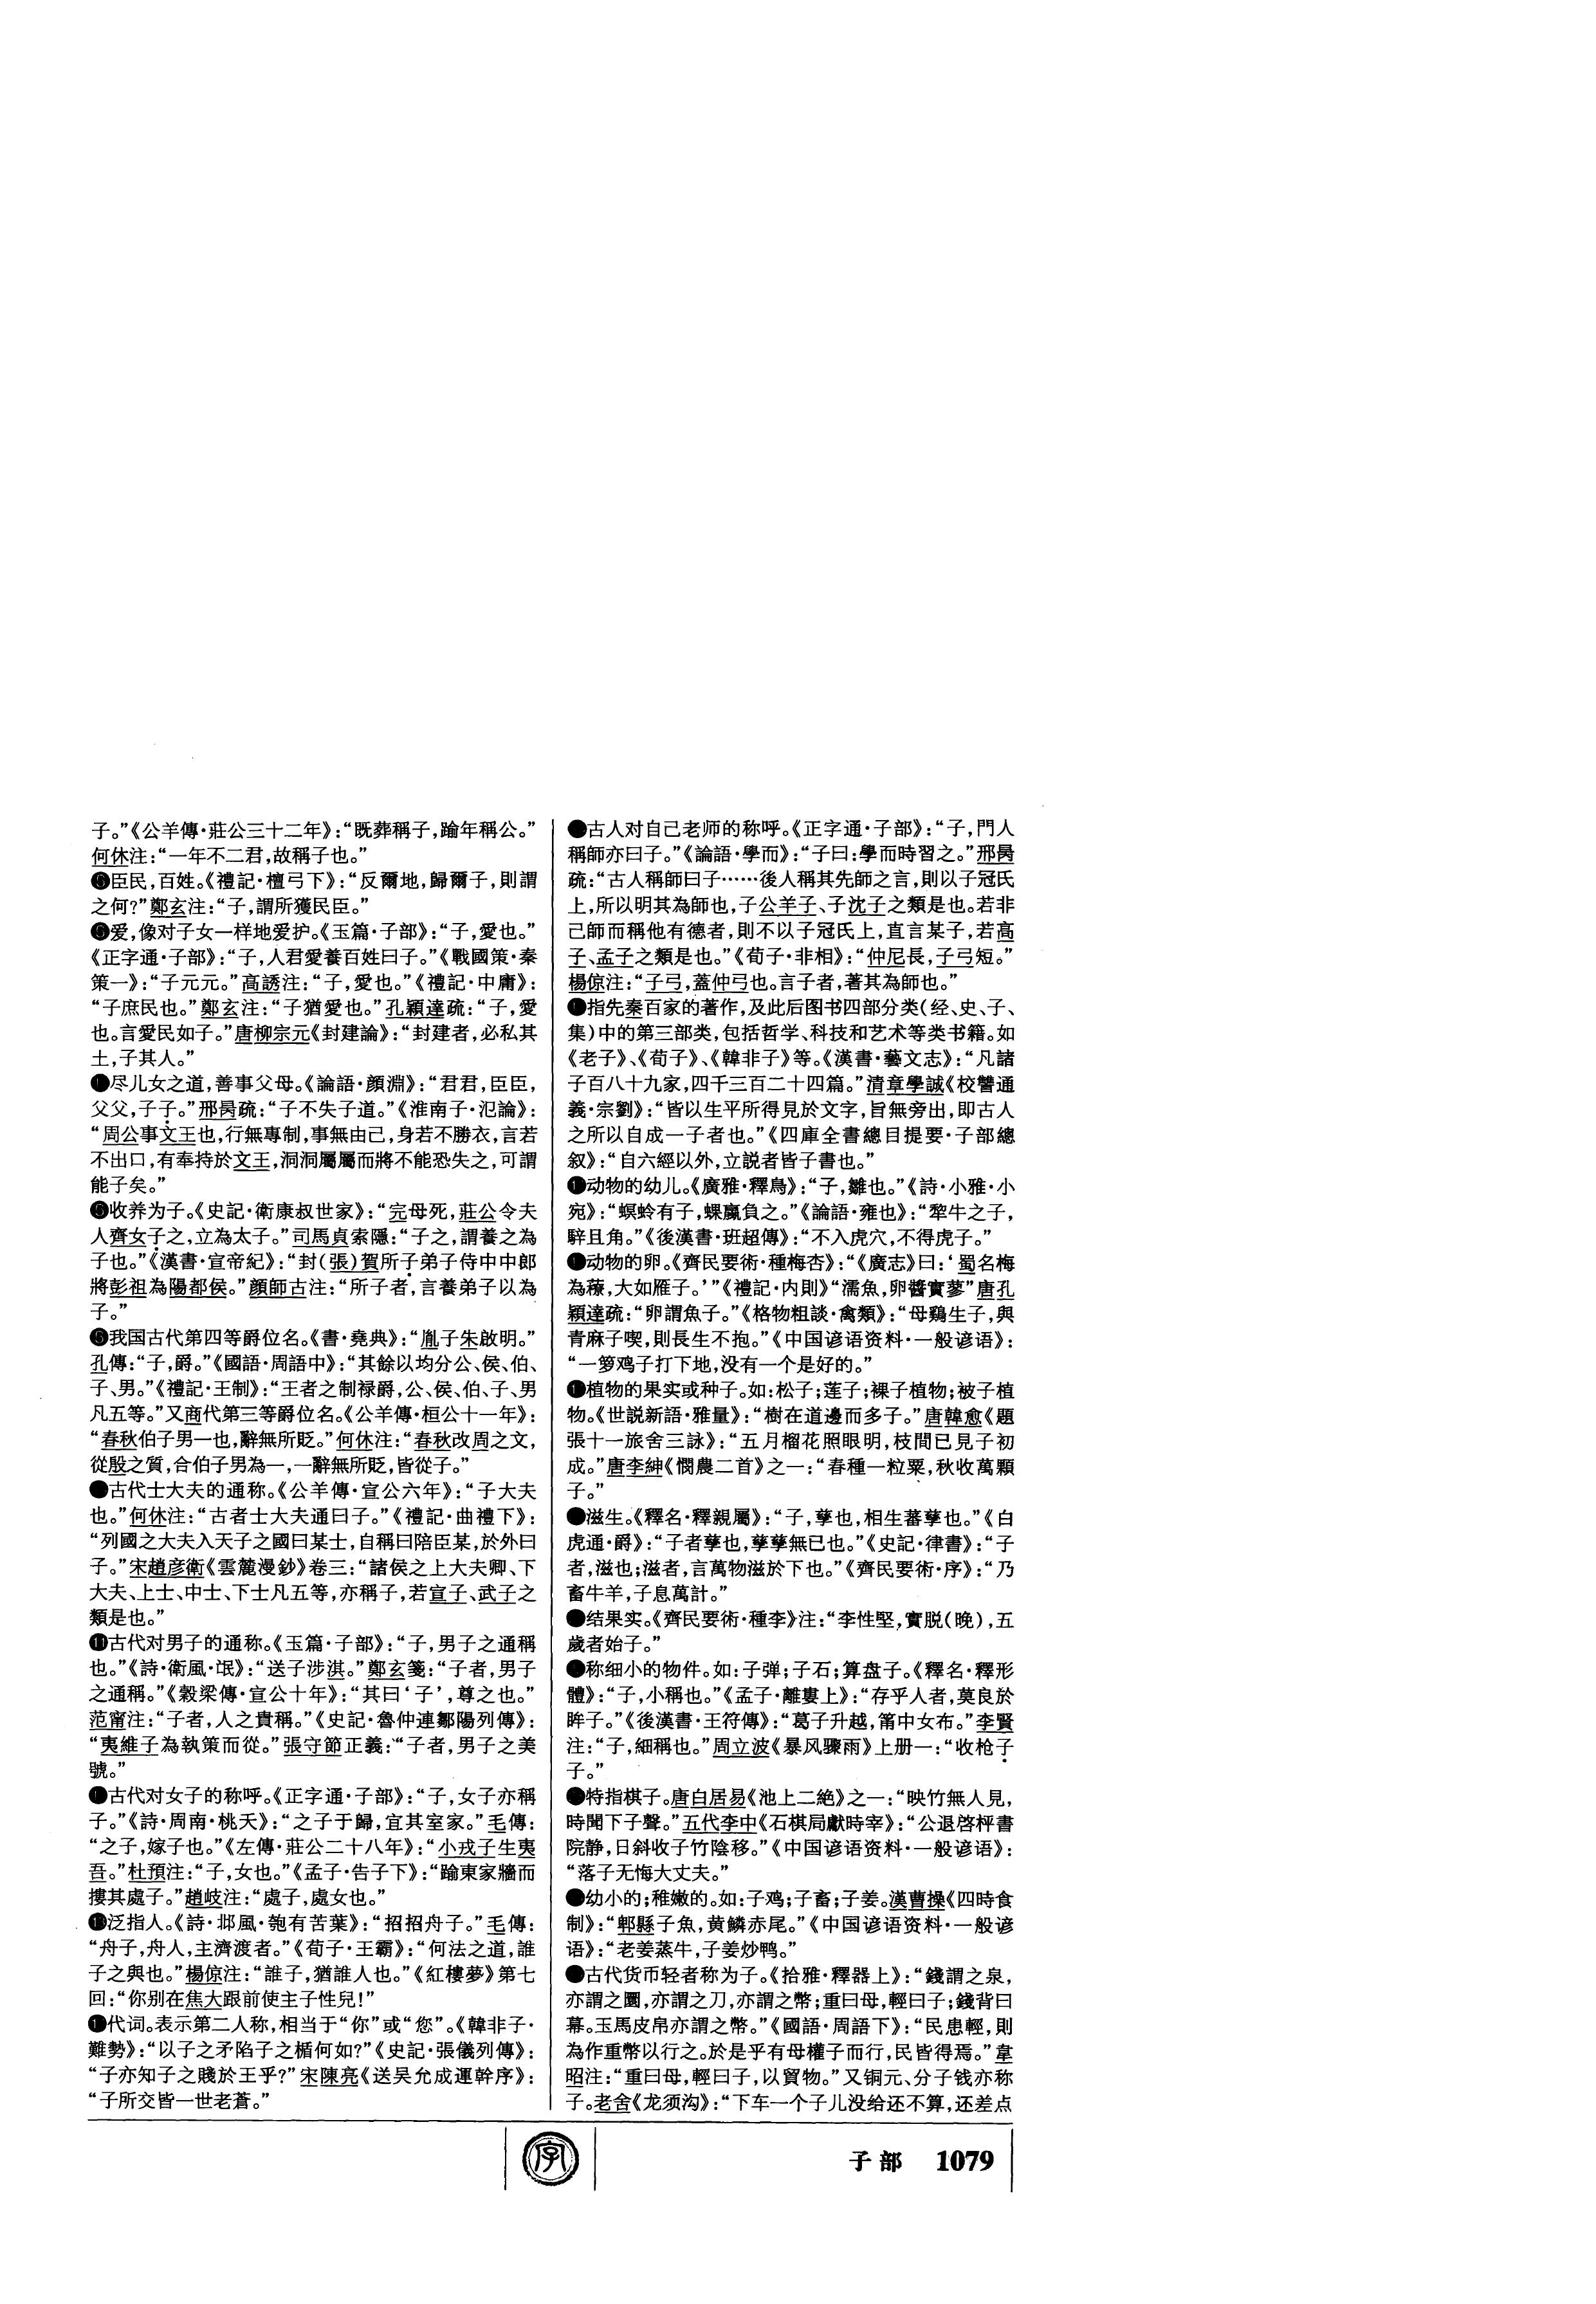 子。”《公羊傳·莊公三十二年》：“既葬稱子，踰年稱公。”
何休注：“一年不二君，故稱子也。”
臣民，百姓。《禮記·檀弓下》：“反爾地，歸爾子，則謂
之何？”鄭玄注：“子，謂所獲民臣。”
爱，像对子女一样地爱护。《玉篇·子部》：“子，愛也。”
《正字通·子部》：“子，人君愛養百姓曰子。”《戰國策·秦
策一》：“子元元。”高誘注：“子，愛也。”《禮記·中庸》：
“子庶民也。”鄭玄注：“子猶愛也。”孔穎達疏：“子，愛
也。言愛民如子。”唐柳宗元《封建論》：“封建者，必私其
土，子其人。”
尽儿女之道，善事父母。《論語·顔淵》：“君君，臣臣，
父父，子子。”邢昺疏：“子不失子道。”《淮南子·氾論》：
“周公事文王也，行無專制，事無由己，身若不勝衣，言若
不出口，有奉持於文王，洞洞屬屬而將不能恐失之，可謂
能子矣。”
收养为子。《史記·衛康叔世家》：“完母死，莊公令夫
人齊女子之，立為太子。”司馬貞索隱：“子之，謂養之為
子也。”《漢書·宣帝紀》：“封（張）賀所子弟子侍中中郎
將彭祖為陽都侯。”顔師古注：“所子者，言養弟子以為
子。”
我国古代第四等爵位名。《書·堯典》：“胤子朱啟明。”
孔傳：“子，爵。”《國語·周語中》：“其餘以均分公、侯、伯、
子、男。”《禮記·王制》：“王者之制禄爵，公、侯、伯、子、男
凡五等。”又商代第三等爵位名。《公羊傳·桓公十一年》：
“春秋伯子男一也，辭無所貶。”何休注：“春秋改周之文，
從殷之質，合伯子男為一，一辭無所貶，皆從子。”
古代士大夫的通称。《公羊傳·宣公六年》：“子大夫
也。”何休注：“古者士大夫通曰子。”《禮記·曲禮下》：
“列國之大夫入天子之國曰某士，自稱曰陪臣某，於外曰
子。”宋趙彦衛《雲麓漫鈔》卷三：“諸侯之上大夫卿、下
大夫、上士、中士、下士凡五等，亦稱子，若宣子、武子之
類是也。”
⓫古代对男子的通称。《玉篇·子部》：“子，男子之通稱
也。”《詩·衛風·氓》：“送子涉淇。”鄭玄箋：“子者，男子
之通稱。”《穀梁傳·宣公十年》：“其曰‘子’，尊之也。”
范甯注：“子者，人之貴稱。”《史記·魯仲連鄒陽列傳》：
“夷維子為執策而從。”張守節正義：“子者，男子之美
號。”
古代对女子的称呼。《正字通·子部》：“子，女子亦稱
子。”《詩·周南·桃夭》：“之子于歸，宜其室家。”毛傳：
“之子，嫁子也。”《左傳·莊公二十八年》：“小戎子生夷
吾。”杜預注：“子，女也。”《孟子·告子下》：“踰東家牆而
摟其處子。”趙岐注：“處子，處女也。”
⓭泛指人。《詩·邶風·匏有苦葉》：“招招舟子。”毛傳：
“舟子，舟人，主濟渡者。”《荀子·王霸》：“何法之道，誰
子之與也。”楊倞注：“誰子，猶誰人也。”《紅樓夢》第七
回：“你别在焦大跟前使主子性兒！”
代词。表示第二人称，相当于“你”或“您”。《韓非子·
難勢》：“以子之矛陷子之楯何如？”《史記·張儀列傳》：
“子亦知子之賤於王乎？”宋陳亮《送吴允成運幹序》：
“子所交皆一世老蒼。”
古人对自己老师的称呼。《正字通·子部》：“子，門人
稱師亦曰子。”《論語·學而》：“子曰：學而時習之。”邢昺
疏：“古人稱師曰子……後人稱其先師之言，則以子冠氏
上，所以明其為師也，子公羊子、子沈子之類是也。若非
己師而稱他有德者，則不以子冠氏上，直言某子，若高
子、孟子之類是也。”《荀子·非相》：“仲尼長，子弓短。”
楊倞注：“子弓，蓋仲弓也。言子者，著其為師也。”
指先秦百家的著作，及此后图书四部分类（经、史、子、
集）中的第三部类，包括哲学、科技和艺术等类书籍。如
《老子》、《荀子》、《韓非子》等。《漢書·藝文志》：“凡諸
子百八十九家，四千三百二十四篇。”清章學誠《校讐通
義·宗劉》：“皆以生平所得見於文字，旨無旁出，即古人
之所以自成一子者也。”《四庫全書總目提要·子部總
叙》：“自六經以外，立説者皆子書也。”
动物的幼儿。《廣雅·釋鳥》：“子，雛也。”《詩·小雅·小
宛》：“螟蛉有子，蜾蠃負之。”《論語·雍也》：“犂牛之子，
騂且角。”《後漢書·班超傳》：“不入虎穴，不得虎子。”
动物的卵。《齊民要術·種梅杏》：“《廣志》曰：‘蜀名梅
為䕩，大如雁子。’”《禮記·内則》“濡魚，卵醬實蓼”唐孔
穎達疏：“卵謂魚子。”《格物粗談·禽類》：“母鷄生子，與
青麻子喫，則長生不抱。”《中国谚语资料·一般谚语》：
“一箩鸡子打下地，没有一个是好的。”
植物的果实或种子。如：松子；莲子；裸子植物；被子植
物。《世説新語·雅量》：“樹在道邊而多子。”唐韓愈《題
張十一旅舍三詠》：“五月榴花照眼明，枝間已見子初
成。”唐李紳《憫農二首》之一：“春種一粒粟，秋收萬顆
子。”
滋生。《釋名·釋親屬》：“子，孳也，相生蕃孳也。”《白
虎通·爵》：“子者孳也，孳孳無已也。”《史記·律書》：“子
者，滋也；滋者，言萬物滋於下也。”《齊民要術·序》：“乃
畜牛羊，子息萬計。”
结果实。《齊民要術·種李》注：“李性堅，實脱（晚），五
歲者始子。”
称细小的物件。如：子弹；子石；算盘子。《釋名·釋形
體》：“子，小稱也。”《孟子·離婁上》：“存乎人者，莫良於
眸子。”《後漢書·王符傳》：“葛子升越，筩中女布。”李賢
注：“子，細稱也。”周立波《暴风骤雨》上册一：“收枪子
子。”
特指棋子。唐白居易《池上二絶》之一：“映竹無人見，
時聞下子聲。”五代李中《石棋局獻時宰》：“公退啓枰書
院静，日斜收子竹陰移。”《中国谚语资料·一般谚语》：
“落子无悔大丈夫。”
幼小的；稚嫩的。如：子鸡；子畜；子姜。漢曹操《四時食
制》：“郫縣子魚，黄鱗赤尾。”《中国谚语资料·一般谚
语》：“老姜蒸牛，子姜炒鸭。”
古代货币轻者称为子。《拾雅·釋器上》：“錢謂之泉，
亦謂之圜，亦謂之刀，亦謂之幣；重曰母，輕曰子；錢背曰
幕。玉馬皮帛亦謂之幣。”《國語·周語下》：“民患輕，則
為作重幣以行之。於是乎有母權子而行，民皆得焉。”韋
昭注：“重曰母，輕曰子，以貿物。”又铜元、分子钱亦称
子。老舍《龙须沟》：“下车一个子儿没给还不算，还差点
字
子部 1079